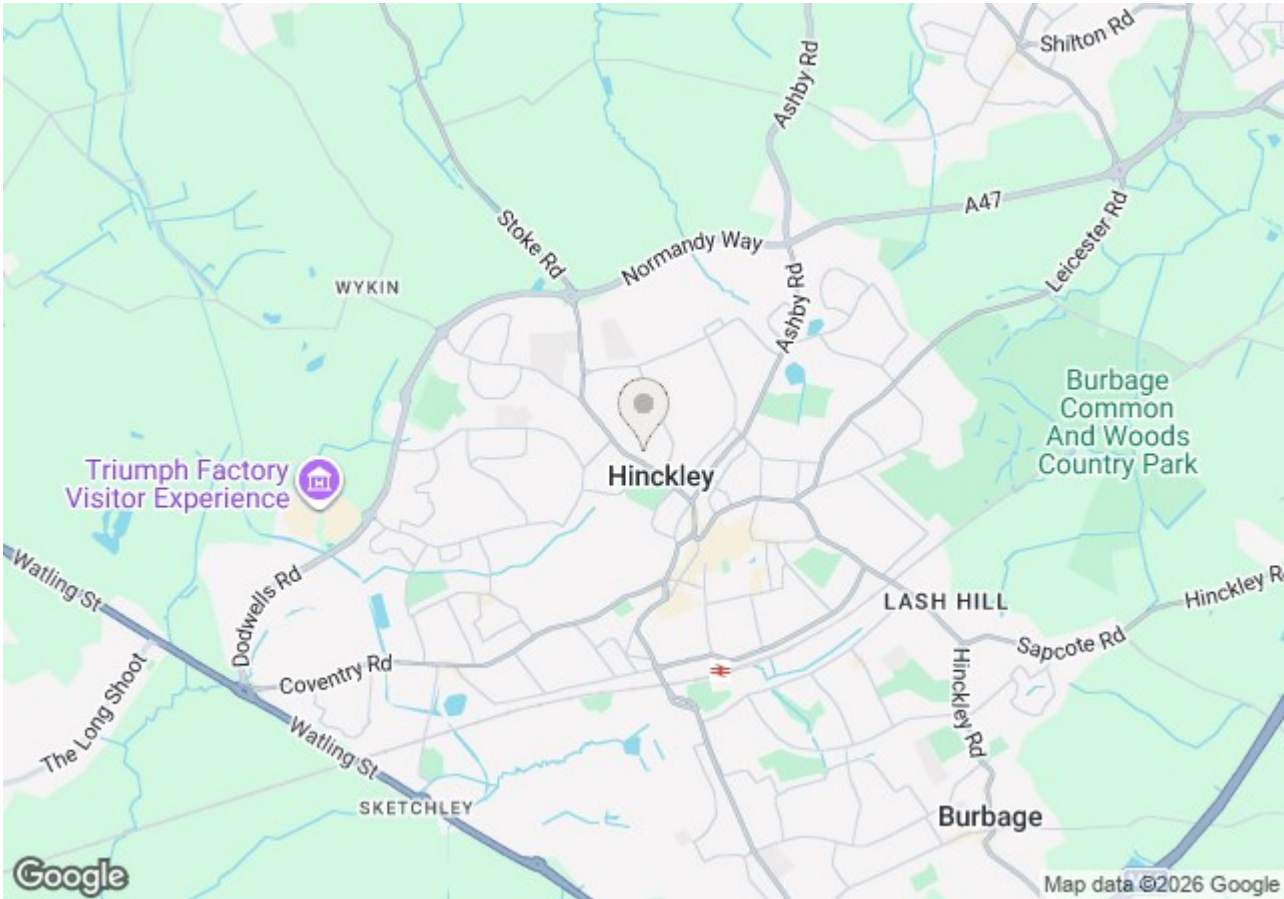 Shilton Rd
Ashby Rd
A47
Leicester Rd
Stoke Rd
Normandy Way
WYKIN
Ashby Rd
Burbage
Common
And Woods
Country Park
Triumph Factory
Visitor Experience
Hinckley
Watling St
Dodwells Rd
LASH HILL
Hinckley R
Sapcote Rd
The Long Shoot
Coventry Rd
Hinckley Rd
Watling St
SKETCHLEY
Burbage
Google
Map data ©2026 Google